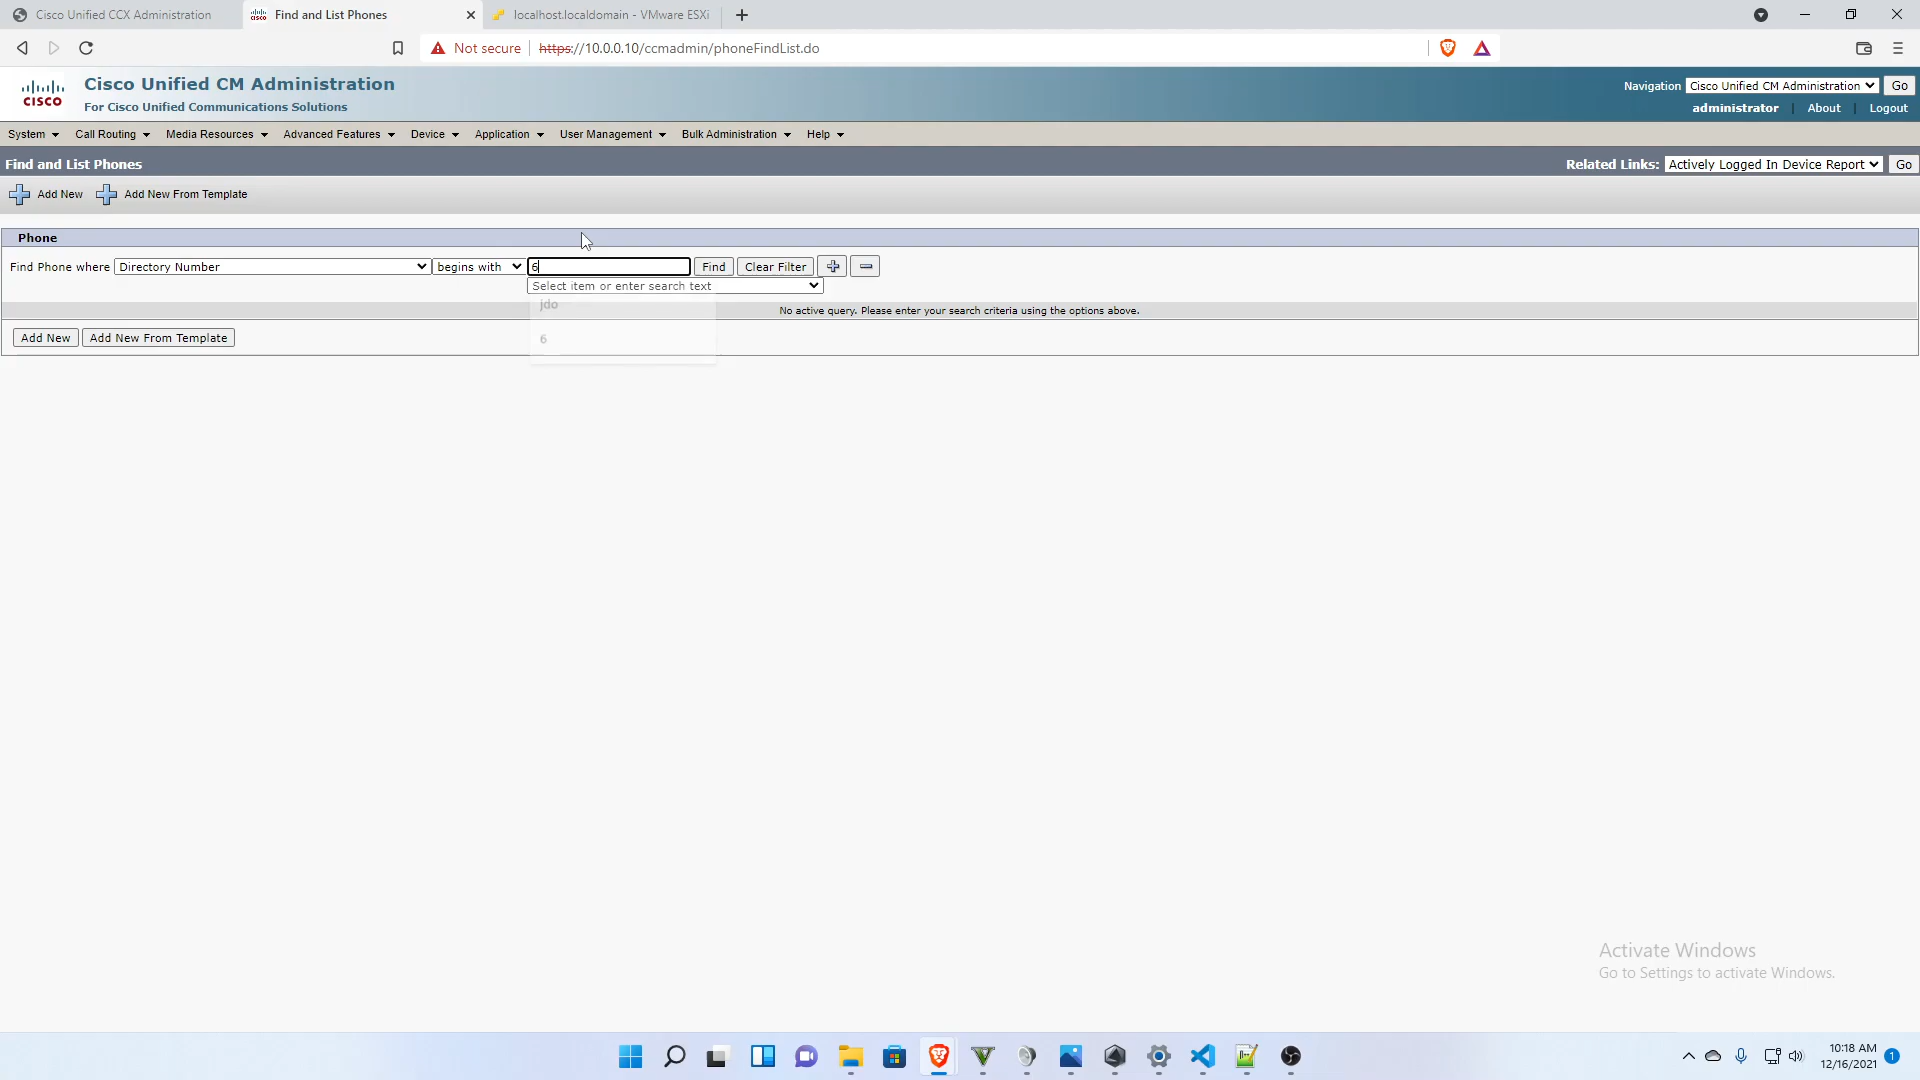 Cisco Unified CCX Administration
Find and List Phones
localhost.localdomain - VMware ESXi
Not secure
https://10.0.0.10/ccmadmin/phoneFindList.do
CISCO
Cisco Unified CM Administration
For Cisco Unified Communications Solutions
Navigation Cisco Unified CM Administration Go
administrator | About | Logout
System Call Routing Media Resources Advanced Features Device Application User Management Bulk Administration Help
Find and List Phones
Related Links: Actively Logged In Device Report Go
Add New Add New From Template
Phone
Find Phone where Directory Number begins with 6 Find Clear Filter
Select item or enter search text
jdo
No active query. Please enter your search criteria using the options above.
Add New Add New From Template
6
Activate Windows
Go to Settings to activate Windows.
10:18 AM
12/16/2021
1